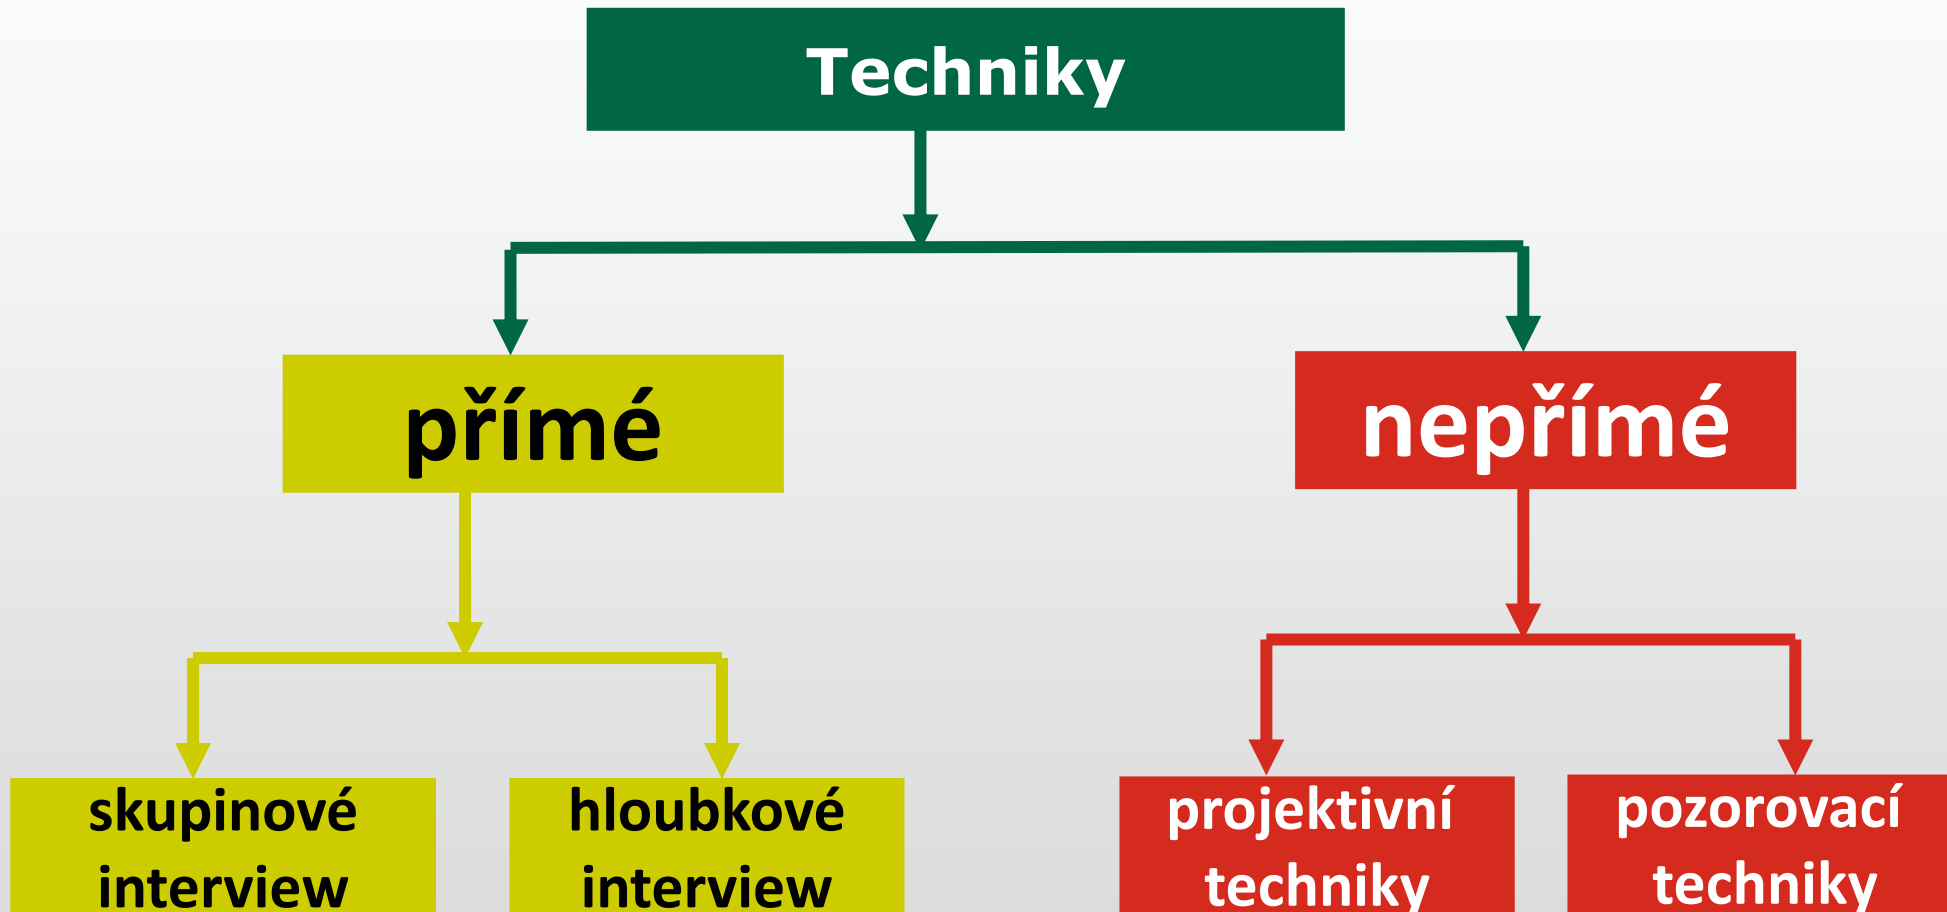 Techniky
přímé
nepřímé
skupinové
interview
hloubkové
interview
projektivní
techniky
pozorovací
techniky